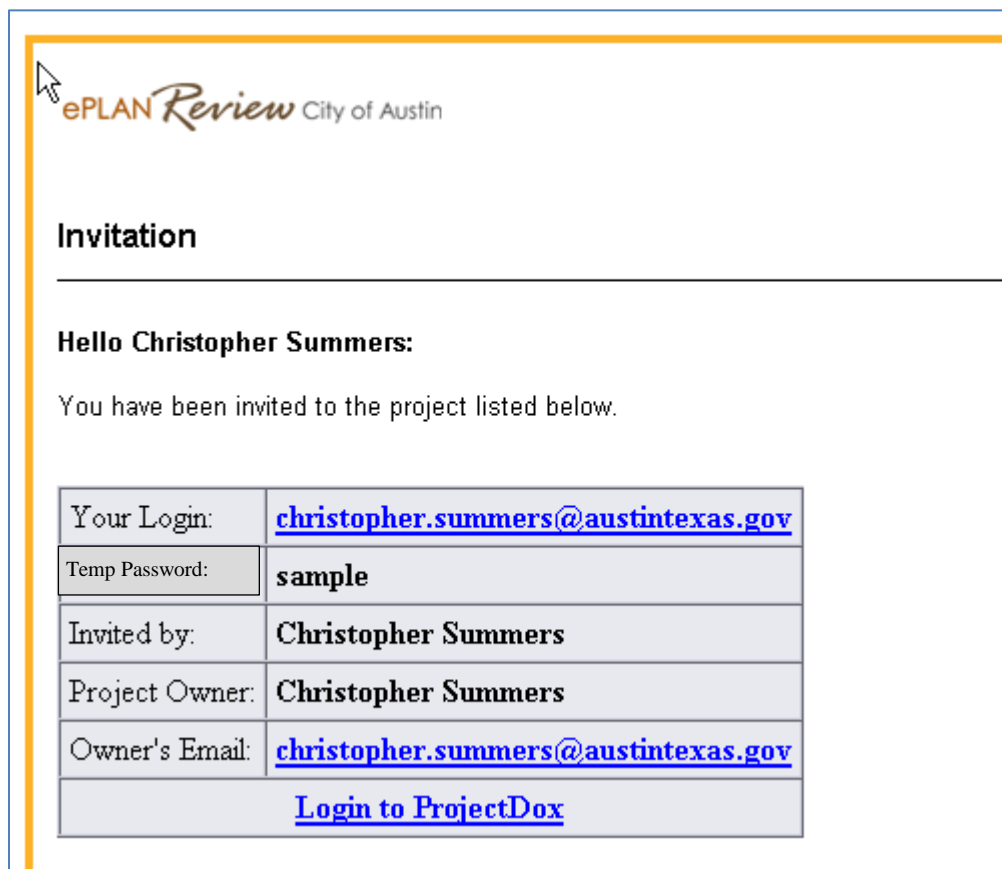 ePLAN Review City of Austin
Invitation
Hello Christopher Summers:
You have been invited to the project listed below.
Your Login: christopher.summers@austintexas.gov
Temp Password: sample
Invited by: Christopher Summers
Project Owner: Christopher Summers
Owner's Email: christopher.summers@austintexas.gov
Login to ProjectDox